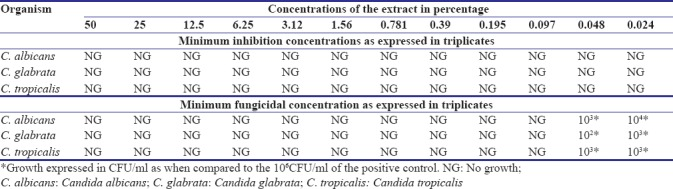 Organism Concentrations of the extract in percentage
50 25 12.5 6.25 3.12 1.56 0.781 0.39 0.195 0.097 0.048 0.024
Minimum inhibition concentrations as expressed in triplicates
C. albicans NG NG NG NG NG NG NG NG NG NG NG NG
C. glabrata NG NG NG NG NG NG NG NG NG NG NG NG
C. tropicalis NG NG NG NG NG NG NG NG NG NG NG NG
Minimum fungicidal concentration as expressed in triplicates
C. albicans NG NG NG NG NG NG NG NG NG NG 10³* 10⁴*
C. glabrata NG NG NG NG NG NG NG NG NG NG 10²* 10³*
C. tropicalis NG NG NG NG NG NG NG NG NG NG 10³* 10³*
*Growth expressed in CFU/ml as when compared to the 10⁶CFU/ml of the positive control. NG: No growth;
C. albicans: Candida albicans; C. glabrata: Candida glabrata; C. tropicalis: Candida tropicalis